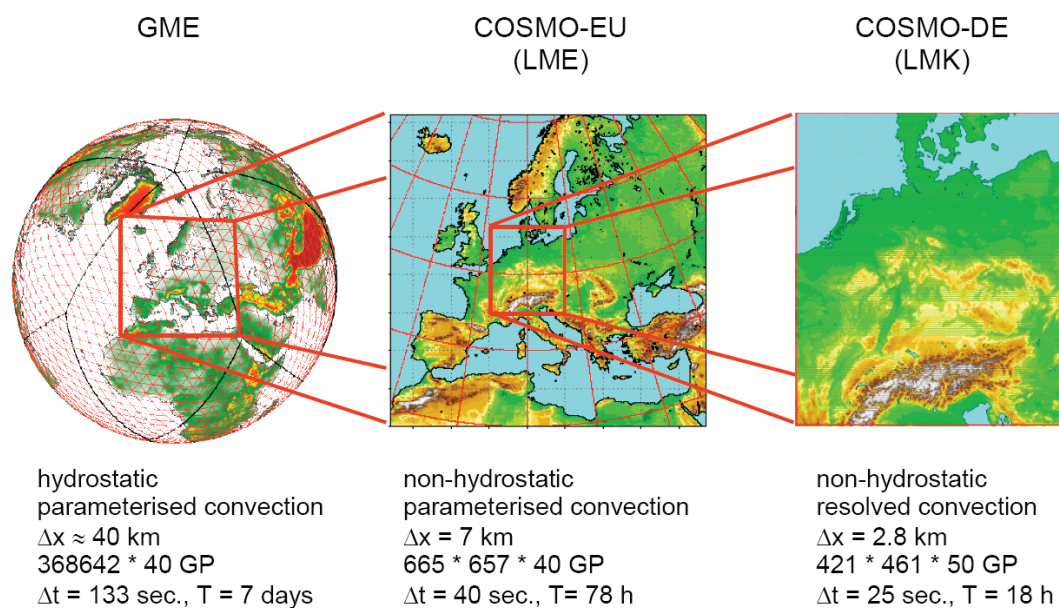 GME
COSMO-EU
(LME)
COSMO-DE
(LMK)
hydrostatic
parameterised convection
Δx ≈ 40 km
368642 * 40 GP
Δt = 133 sec., T = 7 days
non-hydrostatic
parameterised convection
Δx = 7 km
665 * 657 * 40 GP
Δt = 40 sec., T= 78 h
non-hydrostatic
resolved convection
Δx = 2.8 km
421 * 461 * 50 GP
Δt = 25 sec., T = 18 h